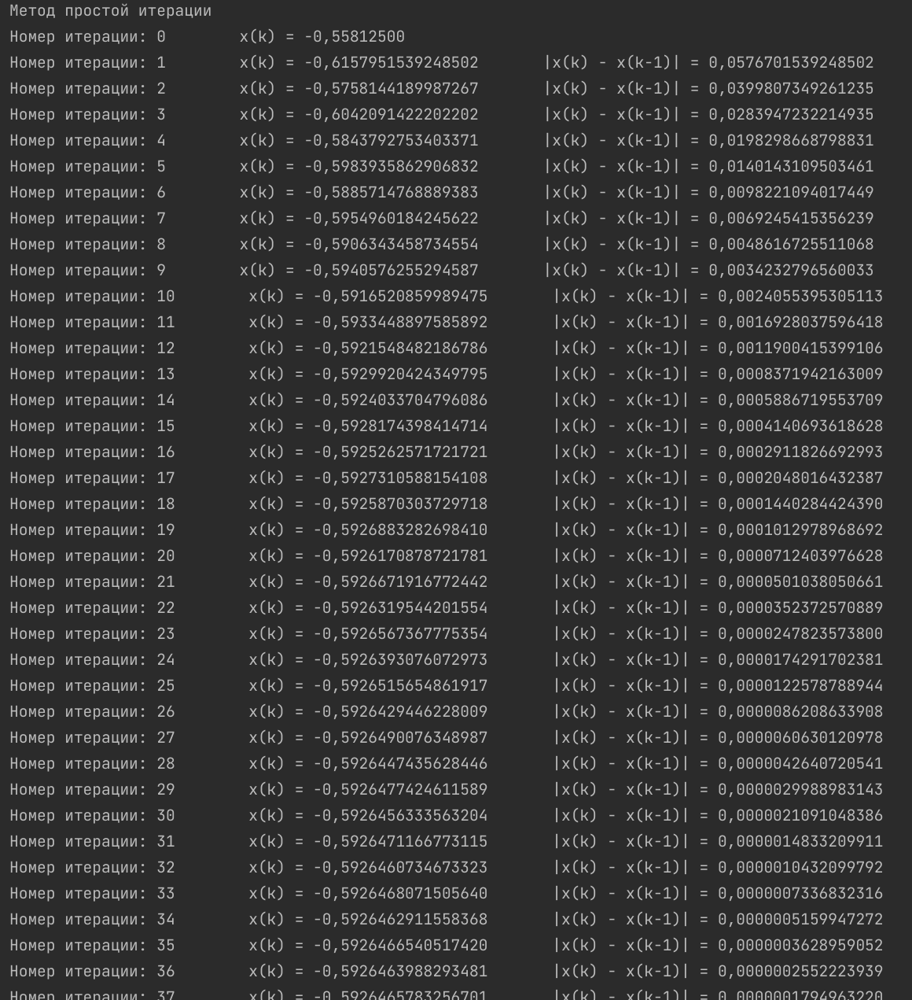 Метод простой итерации
Номер итерации: 0 x(k) = -0,55812500
Номер итерации: 1 x(k) = -0,6157951539248502 |x(k) - x(k-1)| = 0,0576701539248502
Номер итерации: 2 x(k) = -0,5758144189987267 |x(k) - x(k-1)| = 0,0399807349261235
Номер итерации: 3 x(k) = -0,6042091422202202 |x(k) - x(k-1)| = 0,0283947232214935
Номер итерации: 4 x(k) = -0,5843792753403371 |x(k) - x(k-1)| = 0,0198298668798831
Номер итерации: 5 x(k) = -0,5983935862906832 |x(k) - x(k-1)| = 0,0140143109503461
Номер итерации: 6 x(k) = -0,5885714768889383 |x(k) - x(k-1)| = 0,0098221094017449
Номер итерации: 7 x(k) = -0,5954960184245622 |x(k) - x(k-1)| = 0,0069245415356239
Номер итерации: 8 x(k) = -0,5906343458734554 |x(k) - x(k-1)| = 0,0048616725511068
Номер итерации: 9 x(k) = -0,5940576255294587 |x(k) - x(k-1)| = 0,0034232796560033
Номер итерации: 10 x(k) = -0,5916520859989475 |x(k) - x(k-1)| = 0,0024055395305113
Номер итерации: 11 x(k) = -0,5933448897585892 |x(k) - x(k-1)| = 0,0016928037596418
Номер итерации: 12 x(k) = -0,5921548482186786 |x(k) - x(k-1)| = 0,0011900415399106
Номер итерации: 13 x(k) = -0,5929920424349795 |x(k) - x(k-1)| = 0,0008371942163009
Номер итерации: 14 x(k) = -0,5924033704796086 |x(k) - x(k-1)| = 0,0005886719553709
Номер итерации: 15 x(k) = -0,5928174398414714 |x(k) - x(k-1)| = 0,0004140693618628
Номер итерации: 16 x(k) = -0,5925262571721721 |x(k) - x(k-1)| = 0,0002911826692993
Номер итерации: 17 x(k) = -0,5927310588154108 |x(k) - x(k-1)| = 0,0002048016432387
Номер итерации: 18 x(k) = -0,5925870303729718 |x(k) - x(k-1)| = 0,0001440284424390
Номер итерации: 19 x(k) = -0,5926883282698410 |x(k) - x(k-1)| = 0,0001012978968692
Номер итерации: 20 x(k) = -0,5926170878721781 |x(k) - x(k-1)| = 0,0000712403976628
Номер итерации: 21 x(k) = -0,5926671916772442 |x(k) - x(k-1)| = 0,0000501038050661
Номер итерации: 22 x(k) = -0,5926319544201554 |x(k) - x(k-1)| = 0,0000352372570889
Номер итерации: 23 x(k) = -0,5926567367775354 |x(k) - x(k-1)| = 0,0000247823573800
Номер итерации: 24 x(k) = -0,5926393076072973 |x(k) - x(k-1)| = 0,0000174291702381
Номер итерации: 25 x(k) = -0,5926515654861917 |x(k) - x(k-1)| = 0,0000122578788944
Номер итерации: 26 x(k) = -0,5926429446228009 |x(k) - x(k-1)| = 0,0000086208633908
Номер итерации: 27 x(k) = -0,5926490076348987 |x(k) - x(k-1)| = 0,0000060630120978
Номер итерации: 28 x(k) = -0,5926447435628446 |x(k) - x(k-1)| = 0,0000042640720541
Номер итерации: 29 x(k) = -0,5926477424611589 |x(k) - x(k-1)| = 0,0000029988983143
Номер итерации: 30 x(k) = -0,5926456333563204 |x(k) - x(k-1)| = 0,0000021091048386
Номер итерации: 31 x(k) = -0,5926471166773115 |x(k) - x(k-1)| = 0,0000014833209911
Номер итерации: 32 x(k) = -0,5926460734673323 |x(k) - x(k-1)| = 0,0000010432099792
Номер итерации: 33 x(k) = -0,5926468071505640 |x(k) - x(k-1)| = 0,0000007336832316
Номер итерации: 34 x(k) = -0,5926462911558368 |x(k) - x(k-1)| = 0,0000005159947272
Номер итерации: 35 x(k) = -0,5926466540517420 |x(k) - x(k-1)| = 0,0000003628959052
Номер итерации: 36 x(k) = -0,5926463988293481 |x(k) - x(k-1)| = 0,0000002552223939
Номер итерации: 37 x(k) = -0,5926465783256701 |x(k) - x(k-1)| = 0,0000001794963220